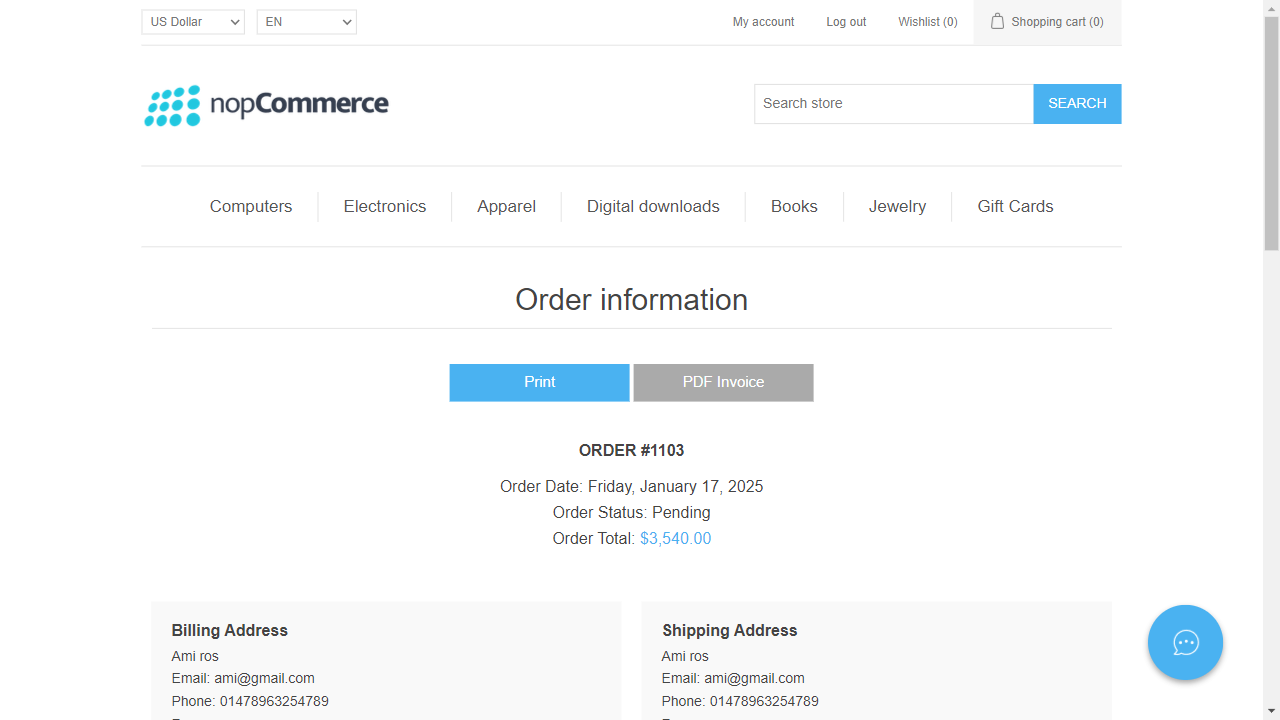 US Dollar EN My account Log out Wishlist (0) Shopping cart (0)
nopCommerce Search store SEARCH
Computers Electronics Apparel Digital downloads Books Jewelry Gift Cards
Order information
Print PDF Invoice
ORDER #1103
Order Date: Friday, January 17, 2025
Order Status: Pending
Order Total: $3,540.00
Billing Address
Ami ros
Email: ami@gmail.com
Phone: 01478963254789
Shipping Address
Ami ros
Email: ami@gmail.com
Phone: 01478963254789